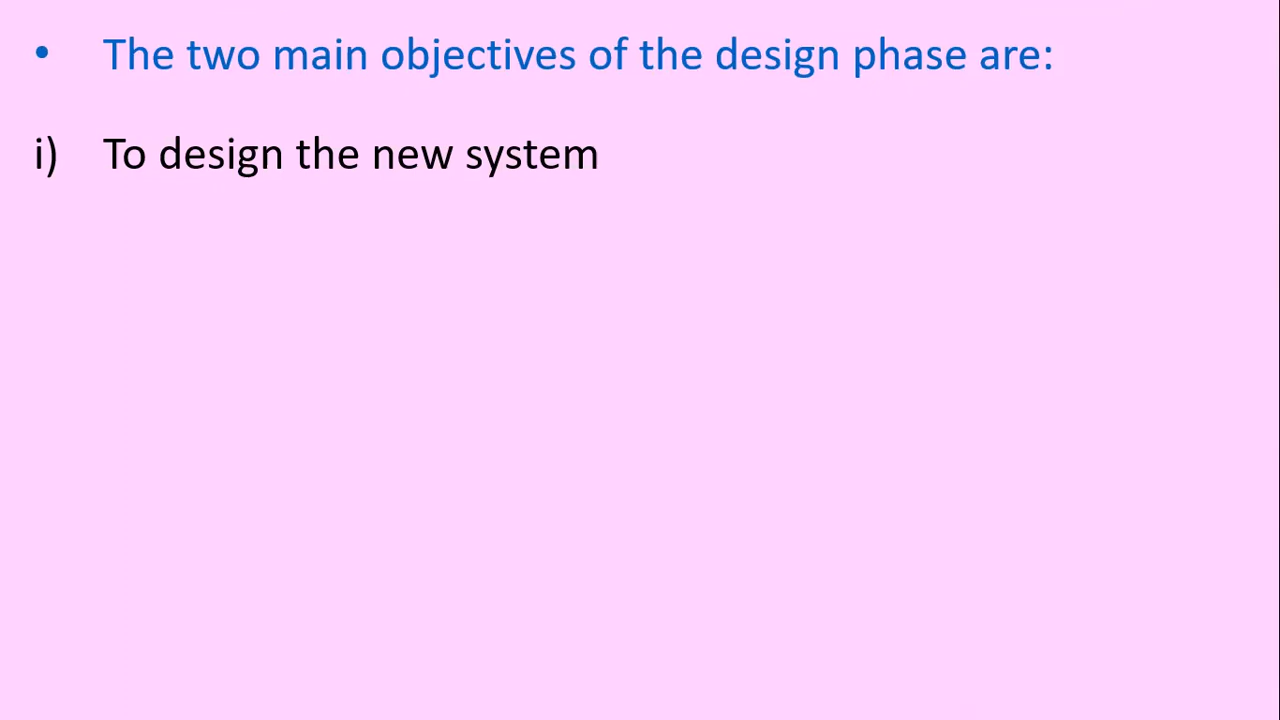 • The two main objectives of the design phase are:
i) To design the new system